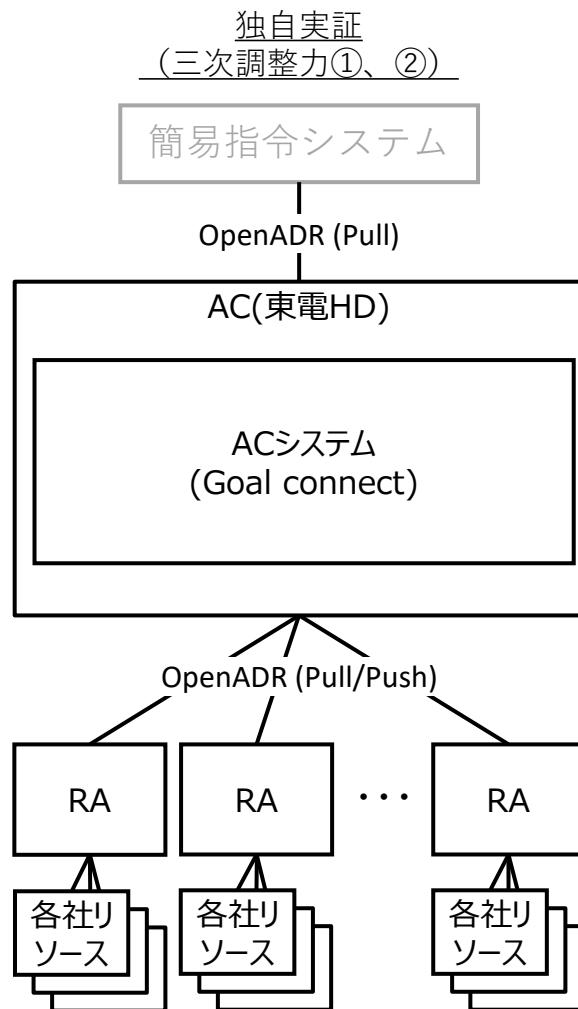 独自実証
（三次調整力①、②）
簡易指令システム
OpenADR (Pull)
AC(東電HD)
ACシステム
(Goal connect)
OpenADR (Pull/Push)
RA
RA
・・・
RA
各社リ
ソース
各社リ
ソース
各社リ
ソース